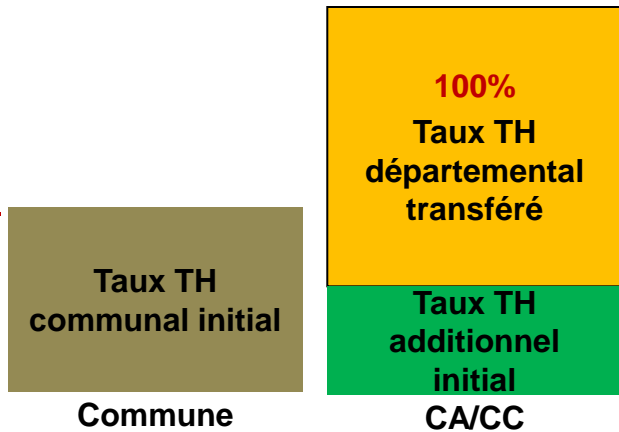 100%
Taux TH
départemental
transféré
Taux TH
communal initial
Taux TH
additionnel
initial
Commune
CA/CC